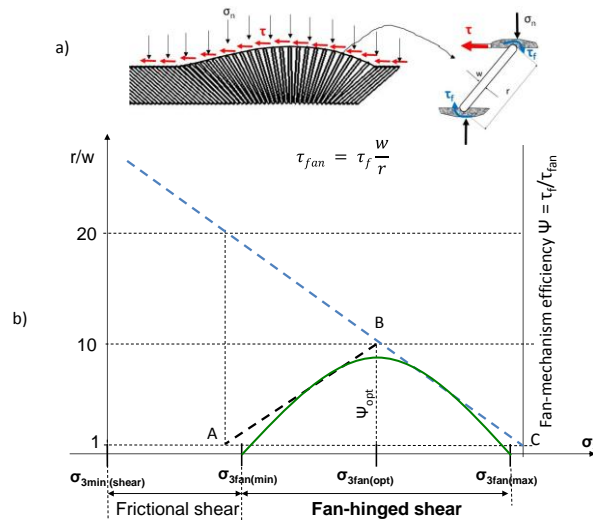 a)
σn
τ
σn
τ
τf
w
r
τf
b)
r/w
τfan = τf w/r
Fan-mechanism efficiency Ψ = τf/τfan
20
10
B
Ψopt
A
C
1
σ
σ3min(shear)
σ3fan(min)
σ3fan(opt)
σ3fan(max)
Frictional shear
Fan-hinged shear